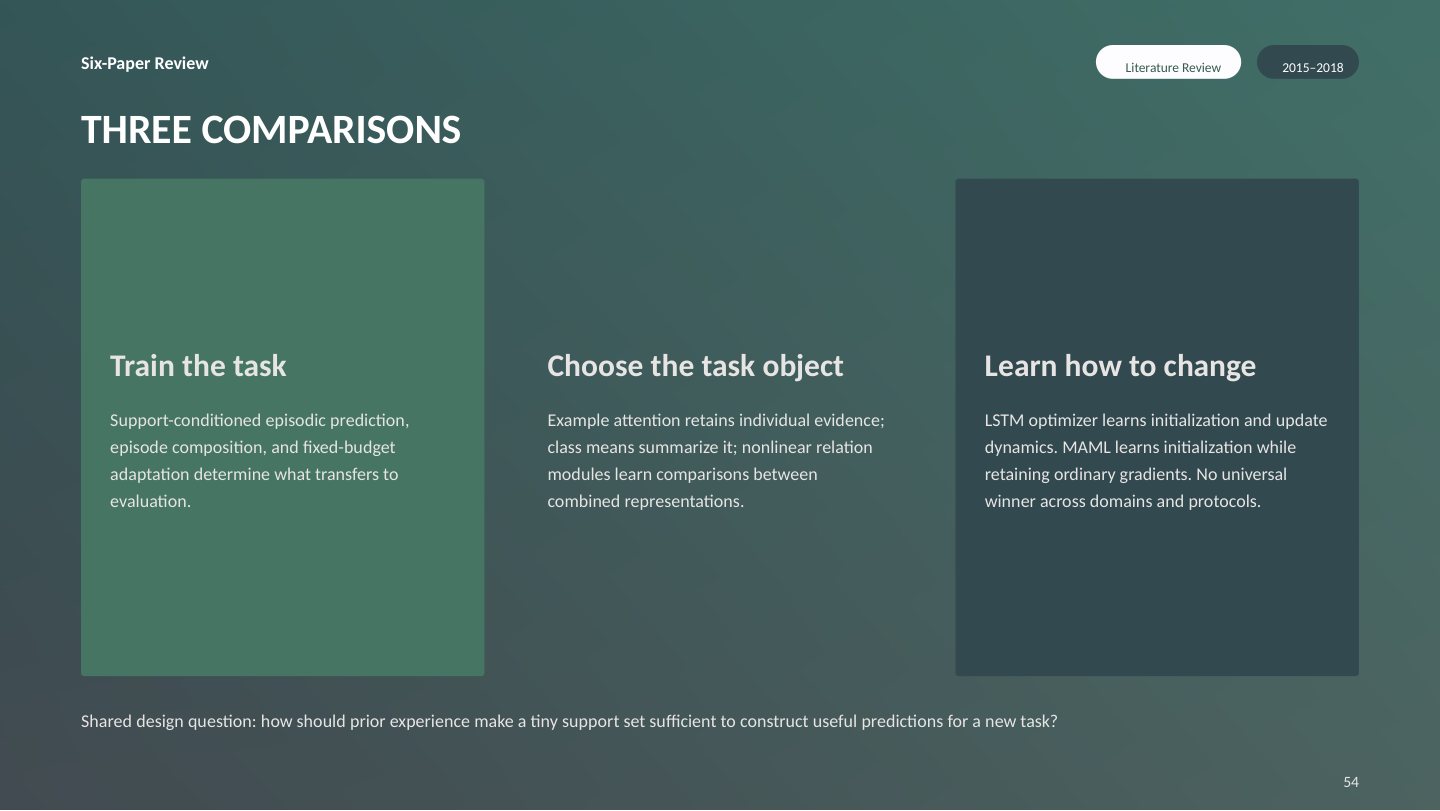 Six-Paper Review
Literature Review
2015–2018
THREE COMPARISONS
Train the task
Support-conditioned episodic prediction,
episode composition, and fixed-budget
adaptation determine what transfers to
evaluation.
Choose the task object
Example attention retains individual evidence;
class means summarize it; nonlinear relation
modules learn comparisons between
combined representations.
Learn how to change
LSTM optimizer learns initialization and update
dynamics. MAML learns initialization while
retaining ordinary gradients. No universal
winner across domains and protocols.
Shared design question: how should prior experience make a tiny support set sufficient to construct useful predictions for a new task?
54